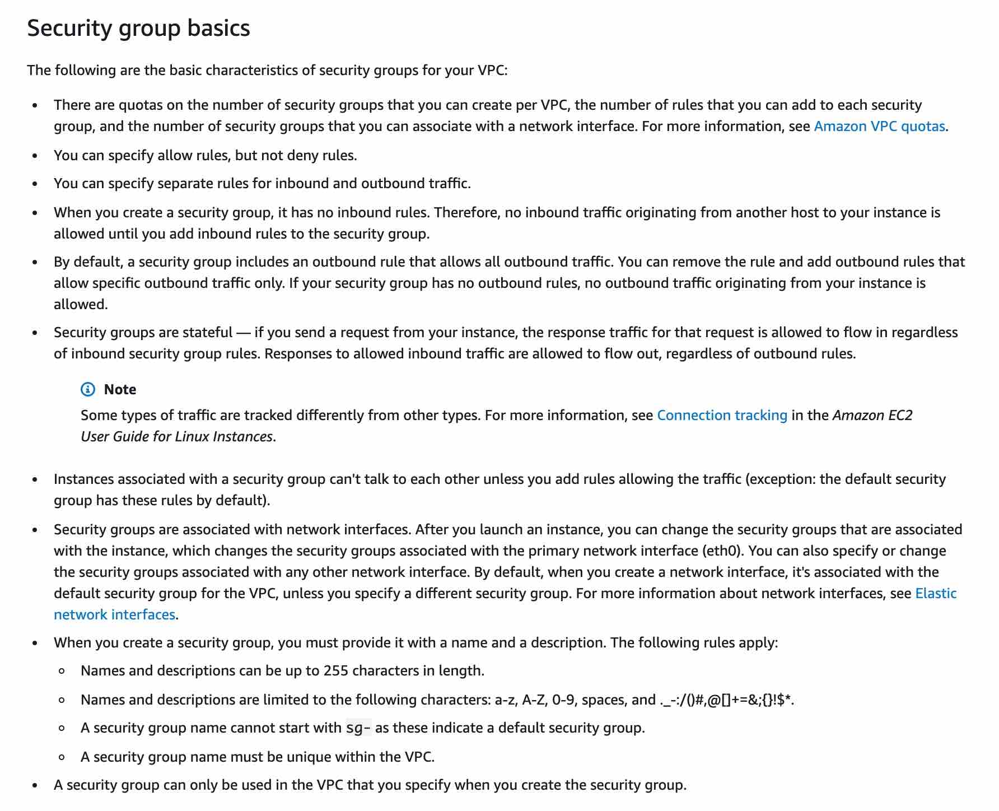 Security group basics
The following are the basic characteristics of security groups for your VPC:
• There are quotas on the number of security groups that you can create per VPC, the number of rules that you can add to each security
group, and the number of security groups that you can associate with a network interface. For more information, see Amazon VPC quotas.
• You can specify allow rules, but not deny rules.
• You can specify separate rules for inbound and outbound traffic.
• When you create a security group, it has no inbound rules. Therefore, no inbound traffic originating from another host to your instance is
allowed until you add inbound rules to the security group.
• By default, a security group includes an outbound rule that allows all outbound traffic. You can remove the rule and add outbound rules that
allow specific outbound traffic only. If your security group has no outbound rules, no outbound traffic originating from your instance is
allowed.
• Security groups are stateful — if you send a request from your instance, the response traffic for that request is allowed to flow in regardless
of inbound security group rules. Responses to allowed inbound traffic are allowed to flow out, regardless of outbound rules.
Note
Some types of traffic are tracked differently from other types. For more information, see Connection tracking in the Amazon EC2
User Guide for Linux Instances.
• Instances associated with a security group can't talk to each other unless you add rules allowing the traffic (exception: the default security
group has these rules by default).
• Security groups are associated with network interfaces. After you launch an instance, you can change the security groups that are associated
with the instance, which changes the security groups associated with the primary network interface (eth0). You can also specify or change
the security groups associated with any other network interface. By default, when you create a network interface, it's associated with the
default security group for the VPC, unless you specify a different security group. For more information about network interfaces, see Elastic
network interfaces.
• When you create a security group, you must provide it with a name and a description. The following rules apply:
◦ Names and descriptions can be up to 255 characters in length.
◦ Names and descriptions are limited to the following characters: a-z, A-Z, 0-9, spaces, and ._-:/()#,@[]+=&;{}!$*.
◦ A security group name cannot start with sg- as these indicate a default security group.
◦ A security group name must be unique within the VPC.
• A security group can only be used in the VPC that you specify when you create the security group.